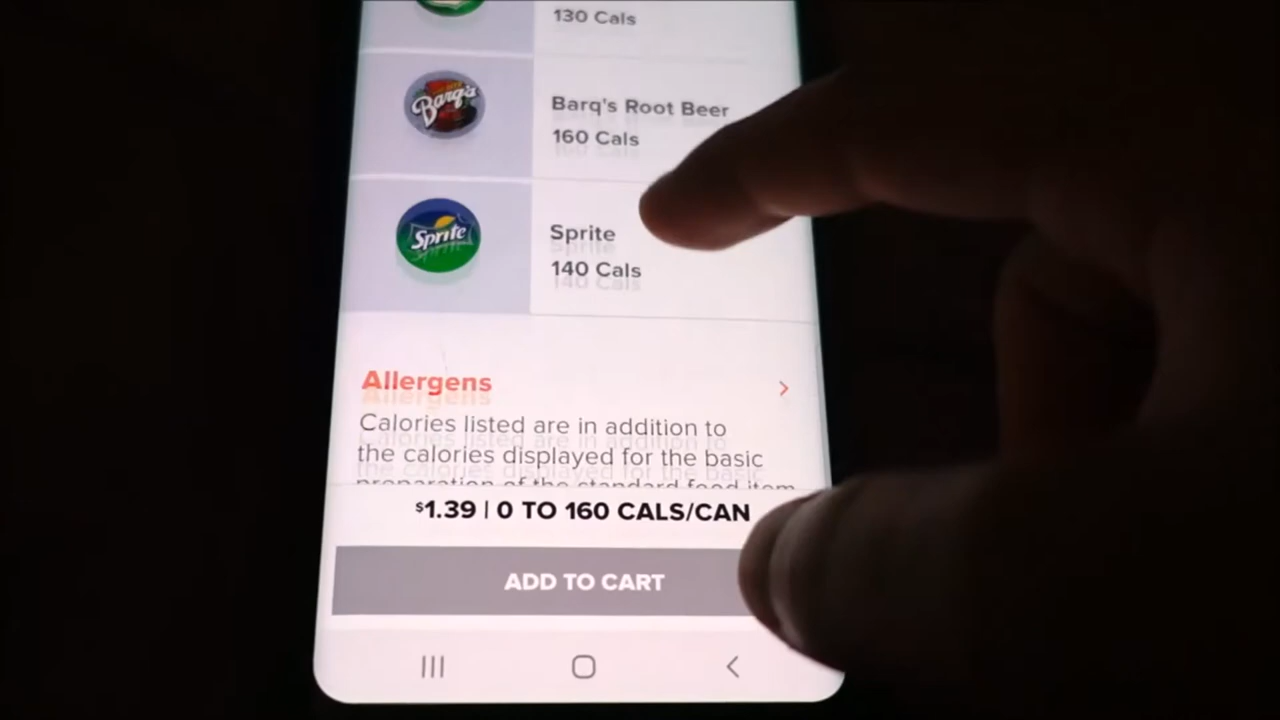 130 Cals
Barq's
Barq's Root Beer
160 Cals
Sprite
Sprite
140 Cals
Allergens
Calories listed are in addition to
the calories displayed for the basic
preparation of the standard food item
$1.39 | 0 TO 160 CALS/CAN
ADD TO CART